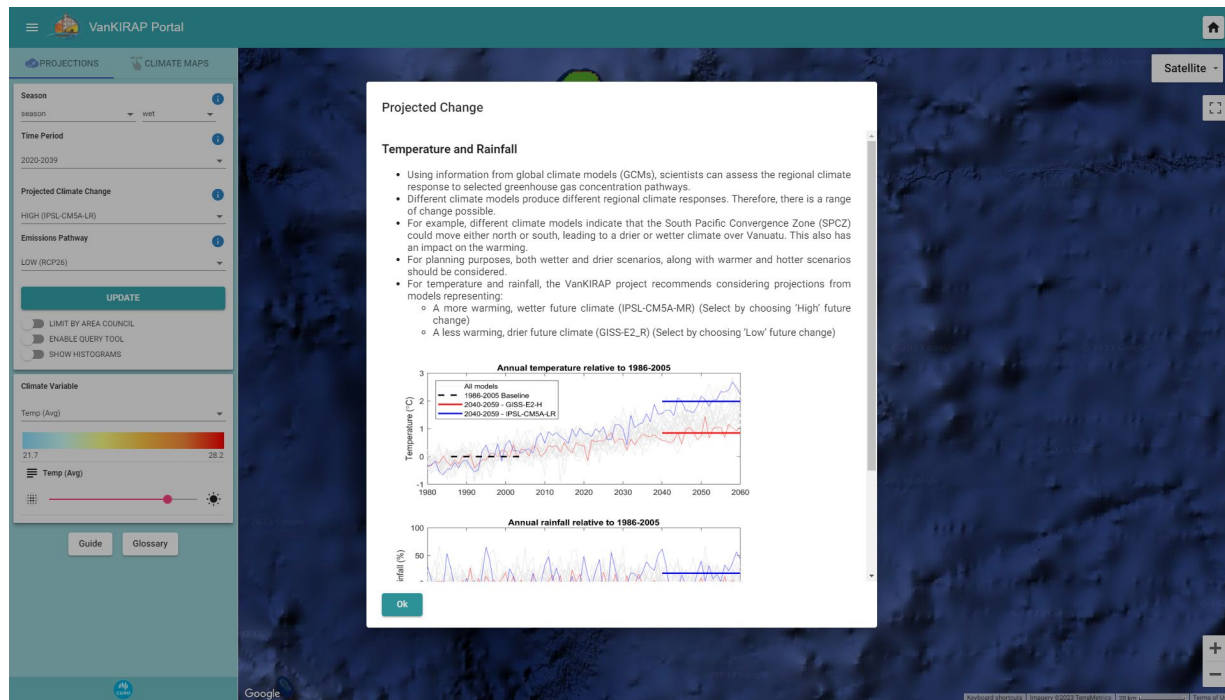 VanKIRAP Portal
PROJECTIONS
CLIMATE MAPS
Season
season
wet
Time Period
2020-2039
Projected Climate Change
HIGH (IPSL-CM5A-LR)
Emissions Pathway
LOW (RCP26)
UPDATE
LIMIT BY AREA COUNCIL
ENABLE QUERY TOOL
SHOW HISTOGRAMS
Climate Variable
Temp (Avg)
21.7
28.2
Temp (Avg)
Guide
Glossary
CSIRO
Satellite
Projected Change
Temperature and Rainfall
Using information from global climate models (GCMs), scientists can assess the regional climate
response to selected greenhouse gas concentration pathways.
Different climate models produce different regional climate responses. Therefore, there is a range
of change possible.
For example, different climate models indicate that the South Pacific Convergence Zone (SPCZ)
could move either north or south, leading to a drier or wetter climate over Vanuatu. This also has
an impact on the warming.
For planning purposes, both wetter and drier scenarios, along with warmer and hotter scenarios
should be considered.
For temperature and rainfall, the VanKIRAP project recommends considering projections from
models representing:
A more warming, wetter future climate (IPSL-CM5A-MR) (Select by choosing 'High' future
change)
A less warming, drier future climate (GISS-E2_R) (Select by choosing 'Low' future change)
Annual temperature relative to 1986-2005
All models
1986-2005 Baseline
2040-2059 - GISS-E2-H
2040-2059 - IPSL-CM5A-LR
Temperature (°C)
3
2
1
0
-1
1980 1990 2000 2010 2020 2030 2040 2050 2060
Annual rainfall relative to 1986-2005
100
50
infall (%)
Ok
+
−
Google
Keyboard shortcuts
Imagery ©2023 TerraMetrics
20 km
Terms of U